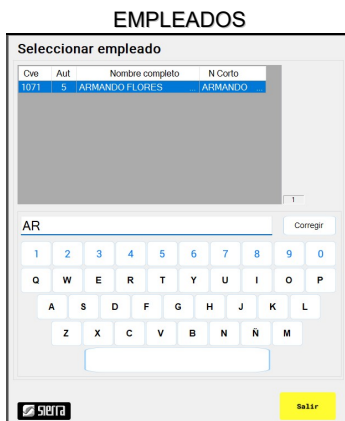 EMPLEADOS
Seleccionar empleado
Cve Aut Nombre completo N Corto
1071 5 ARMANDO FLORES ... ARMANDO ...
1
AR Corregir
1 2 3 4 5 6 7 8 9 0
Q W E R T Y U I O P
A S D F G H J K L
Z X C V B N Ñ M
sierra Salir